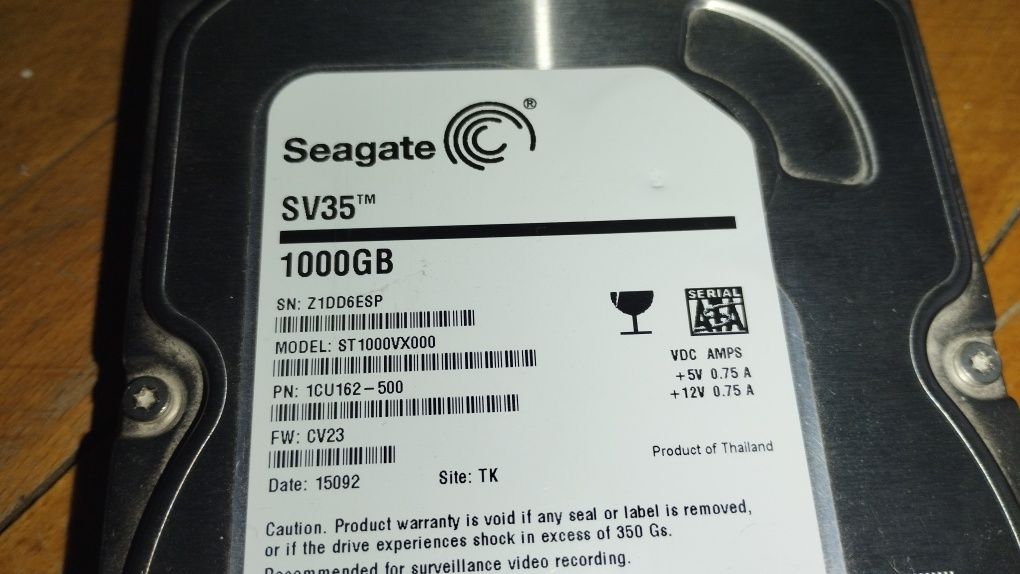 Seagate®
SV35™
1000GB
SN: Z1DD6ESP
MODEL: ST1000VX000
PN: 1CU162-500
FW: CV23
Date: 15092 Site: TK
SERIAL
ATA
VDC AMPS
+5V 0.75 A
+12V 0.75 A
Product of Thailand
Caution. Product warranty is void if any seal or label is removed,
or if the drive experiences shock in excess of 350 Gs.
Recommended for surveillance video recording.